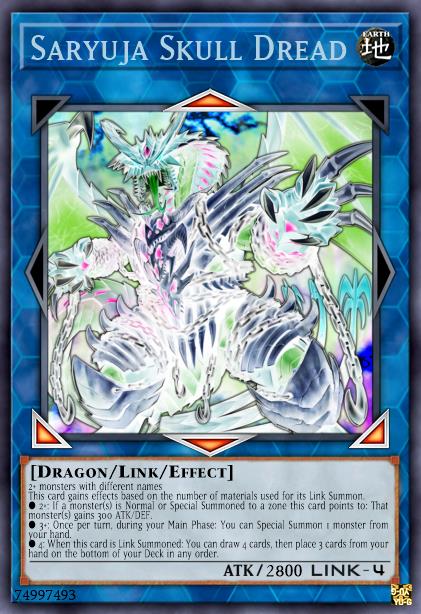 Saryuja Skull Dread
EARTH
地
[Dragon/Link/Effect]
2+ monsters with different names
This card gains effects based on the number of materials used for its Link Summon.
● 2+: If a monster(s) is Normal or Special Summoned to a zone this card points to: That
monster(s) gains 300 ATK/DEF.
● 3+: Once per turn, during your Main Phase: You can Special Summon 1 monster from
your hand.
● 4: When this card is Link Summoned: You can draw 4 cards, then place 3 cards from your
hand on the bottom of your Deck in any order.
ATK/2800 LINK-4
74997493